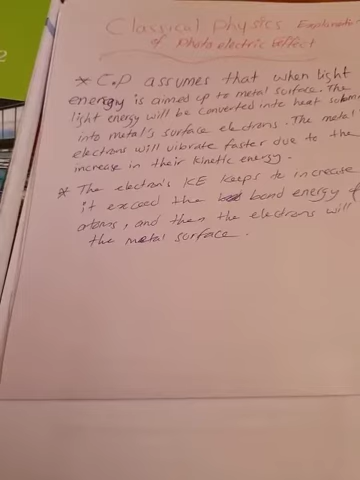 Classical Physics Explanation
of Photoelectric Effect
* C.P assumes that when light
energy is aimed up to metal surface. The
light energy will be converted into heat
into metal's surface electrons. The metal
electrons will vibrate faster due to the
increase in their kinetic energy.
* The electron's KE keeps to increase
it exceed the bond energy of
atoms, and then the electrons will
the metal surface.